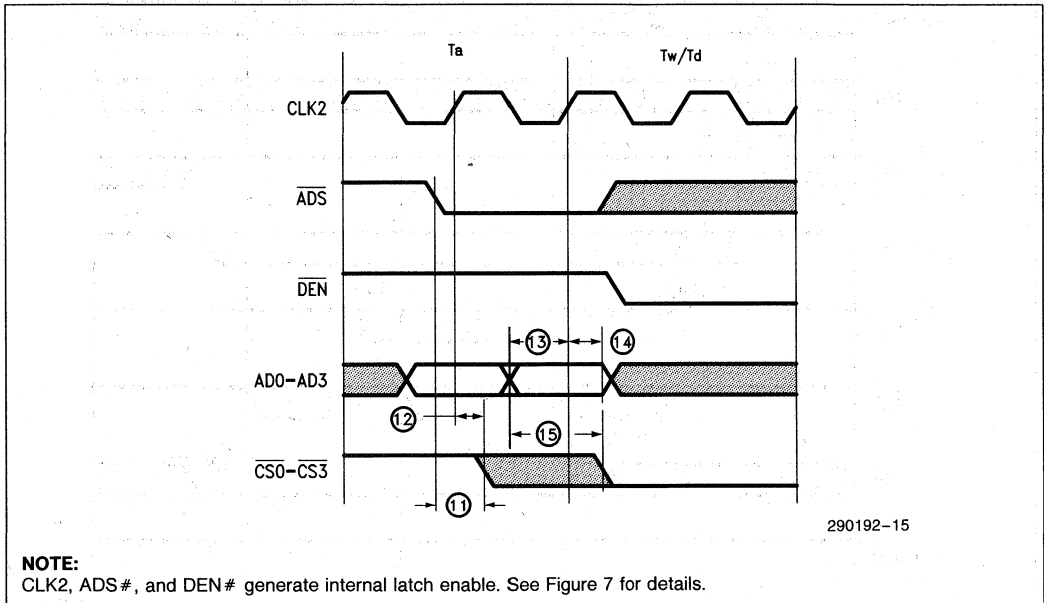 Ta
Tw/Td
CLK2
ADS
DEN
13
14
AD0-AD3
12
15
CS0-CS3
11
290192-15
NOTE:
CLK2, ADS#, and DEN# generate internal latch enable. See Figure 7 for details.